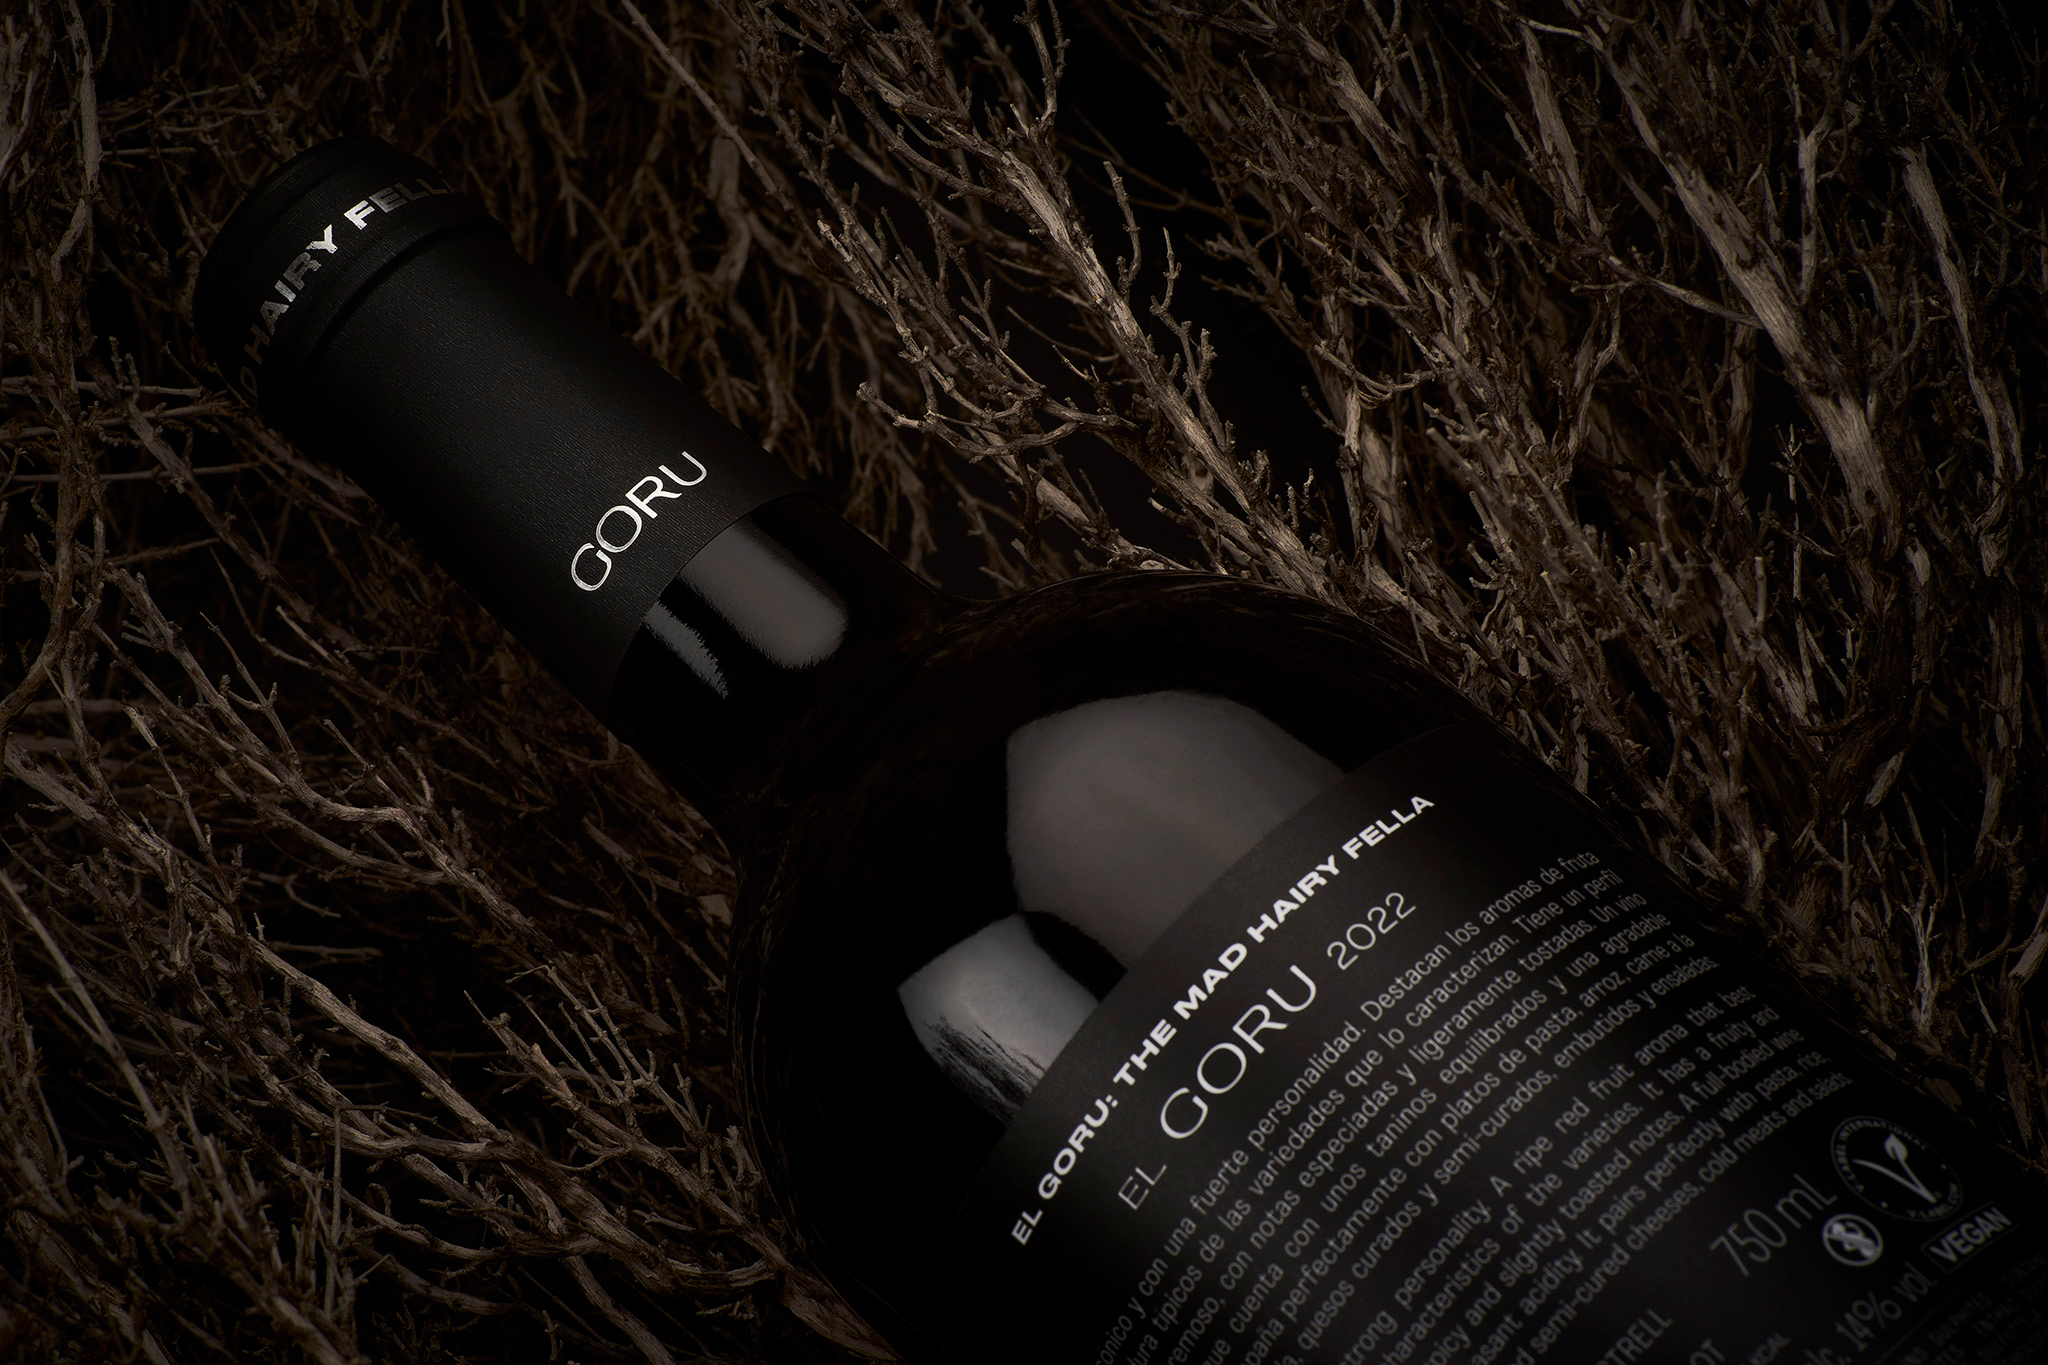 HAIRY FELLA
GORU
EL GORU: THE MAD HAIRY FELLA
EL GORU 2022
y con una fuerte personalidad. Destacan los aromas de fruta
típicos de las variedades que lo caracterizan. Tiene un perfil
con notas especiadas y ligeramente tostadas. Un vino
que cuenta con unos taninos equilibrados y una agradable
perfectamente con platos de pasta, arroz, carne a la
quesos curados y semi-curados, embutidos y ensaladas.
strong personality. A ripe red fruit aroma that best
characteristics of the varieties. It has a fruity and
spicy and slightly toasted notes. A full-bodied wine
acidity. It pairs perfectly with pasta, rice,
and semi-cured cheeses, cold meats and salads.
750 mL
VEGAN
14% vol.